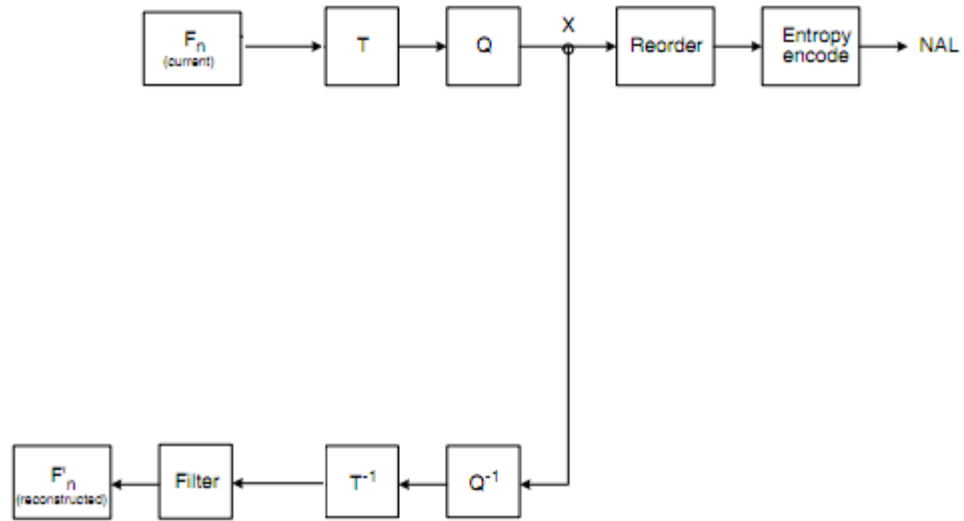 Fn
(current)
T
Q
X
Reorder
Entropy
encode
NAL
F'n
(reconstructed)
Filter
T-1
Q-1